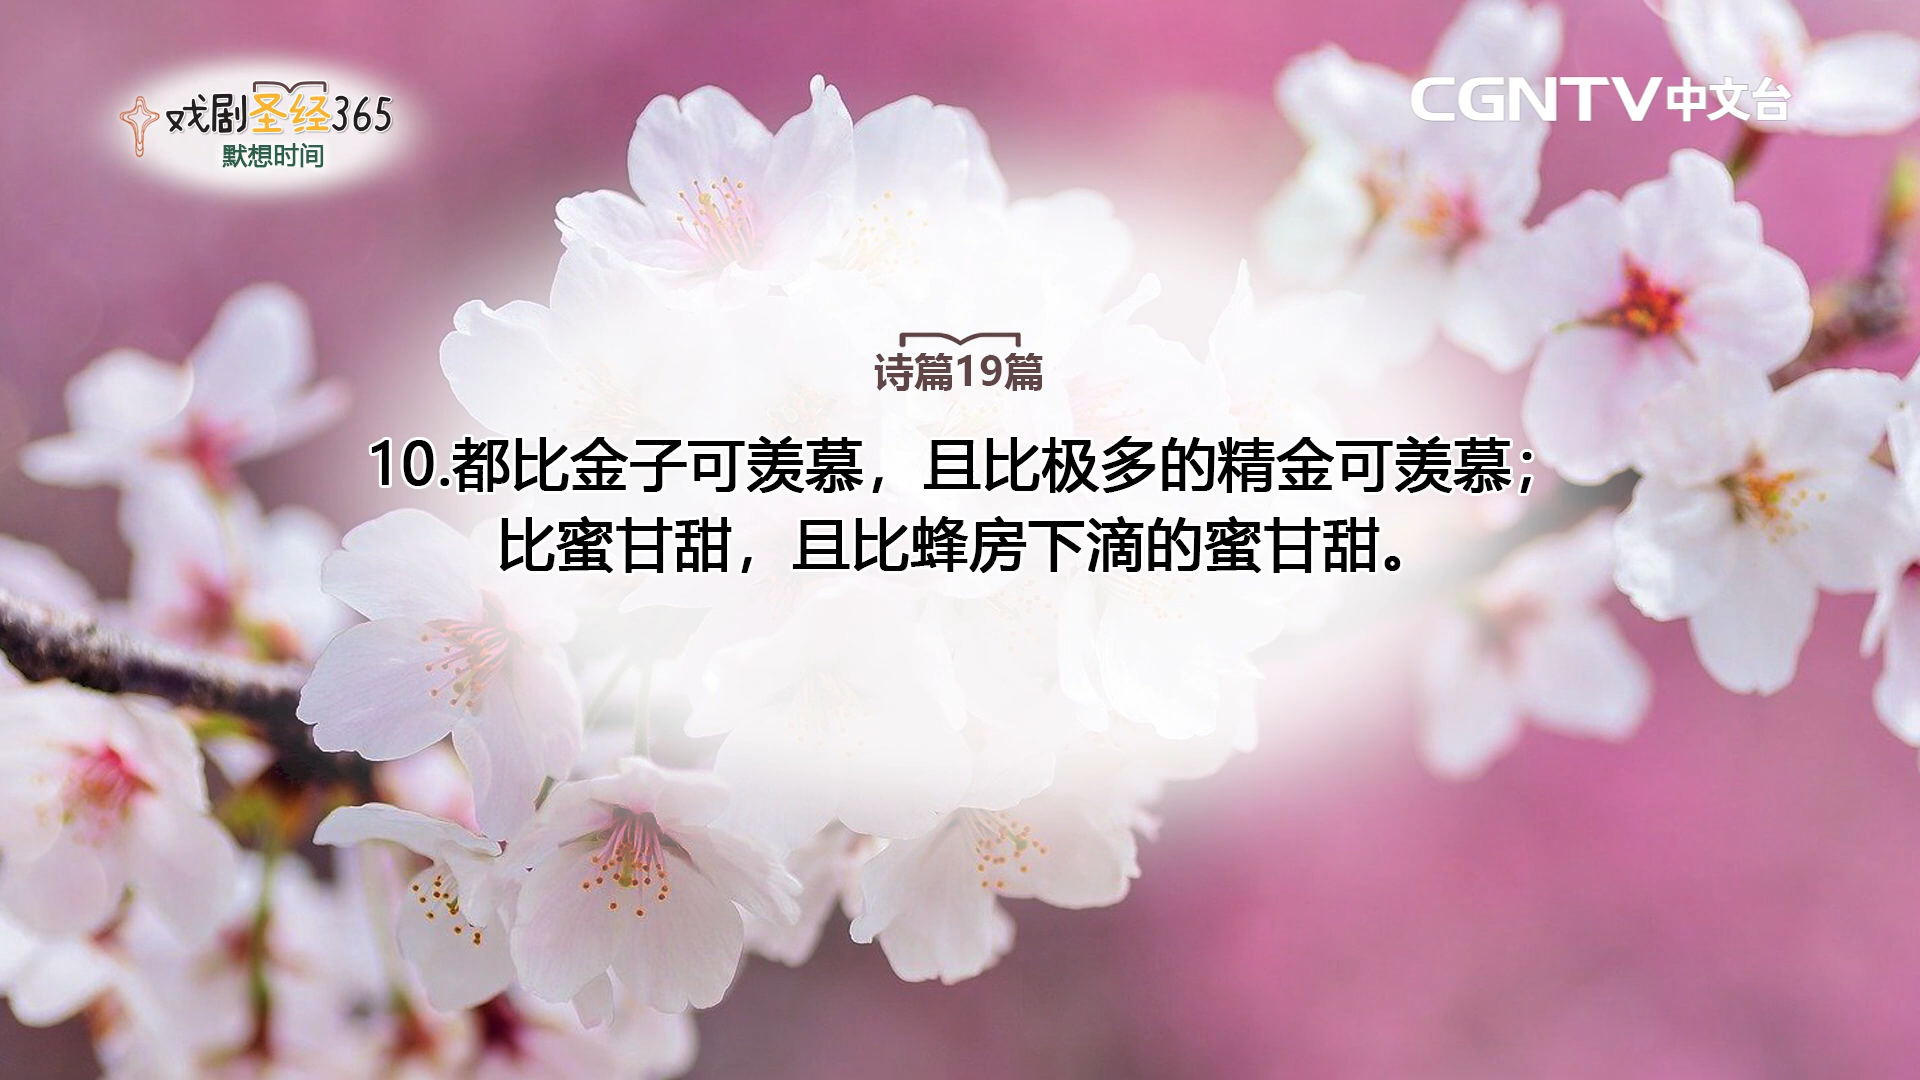 戏剧圣经365
默想时间
CGNTV中文台
诗篇19篇
10.都比金子可羡慕，且比极多的精金可羡慕；
比蜜甘甜，且比蜂房下滴的蜜甘甜。